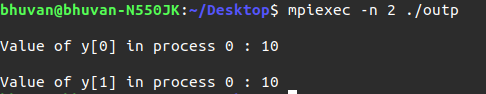 bhuvan@bhuvan-N550JK:~/Desktop$ mpiexec -n 2 ./outp
Value of y[0] in process 0 : 10
Value of y[1] in process 0 : 10